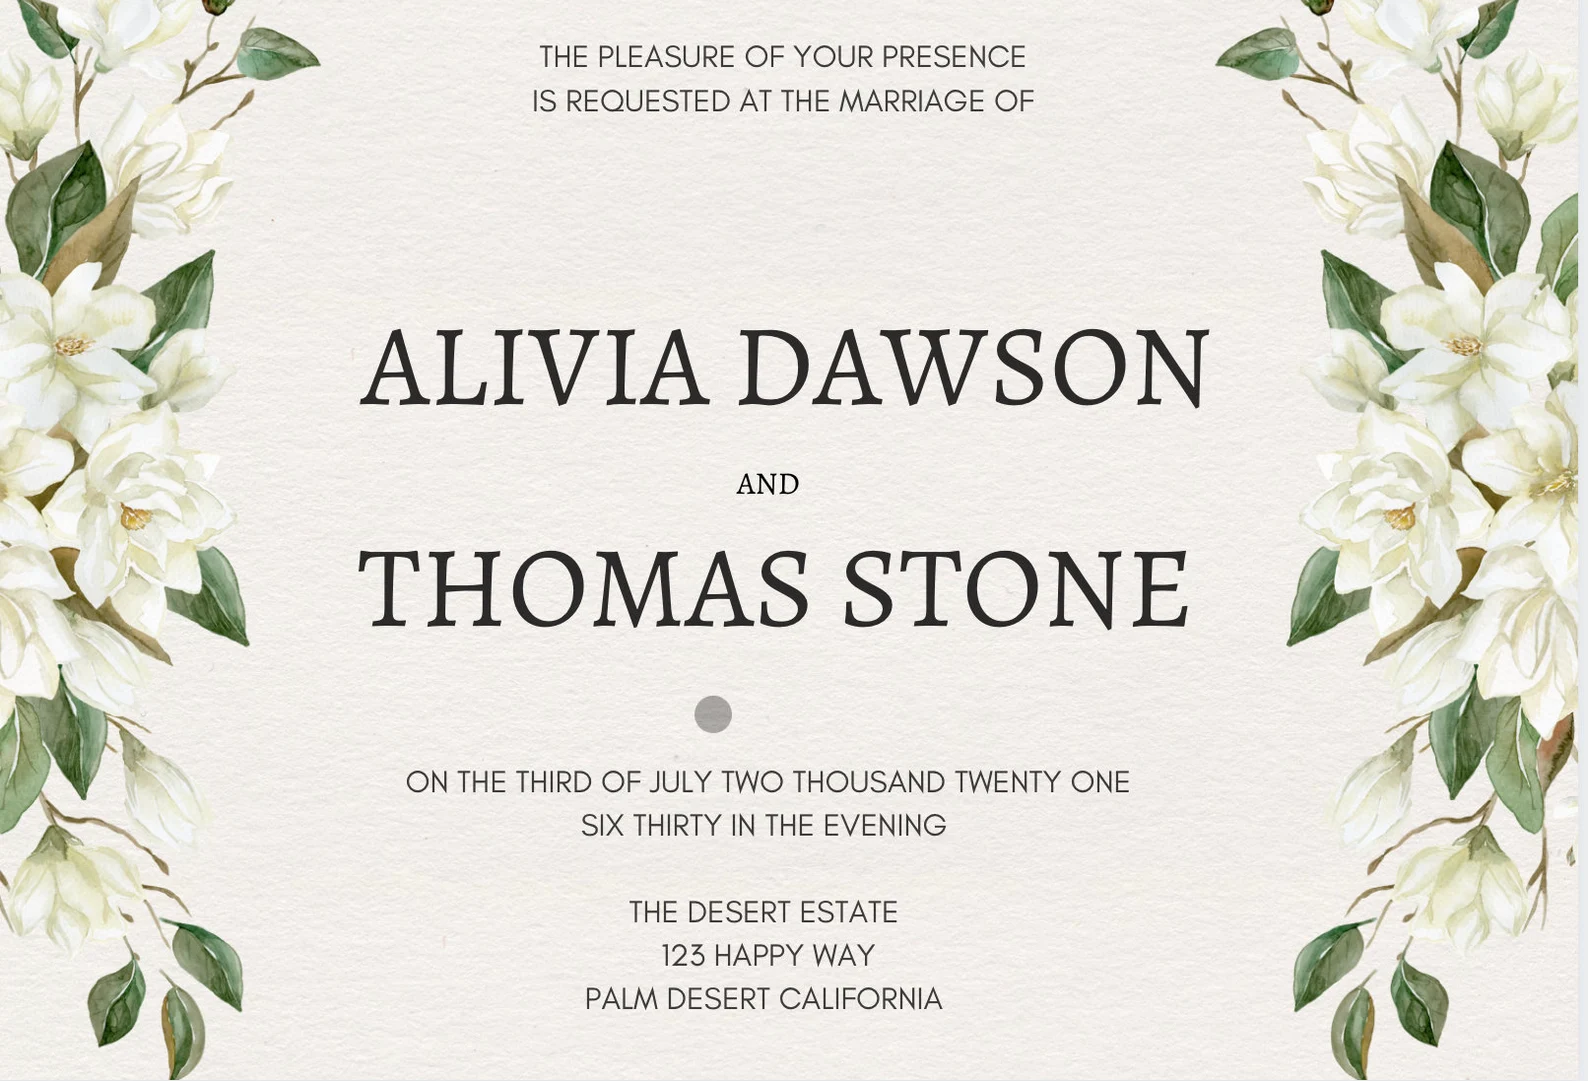 THE PLEASURE OF YOUR PRESENCE
IS REQUESTED AT THE MARRIAGE OF
ALIVIA DAWSON
AND
THOMAS STONE
ON THE THIRD OF JULY TWO THOUSAND TWENTY ONE
SIX THIRTY IN THE EVENING
THE DESERT ESTATE
123 HAPPY WAY
PALM DESERT CALIFORNIA